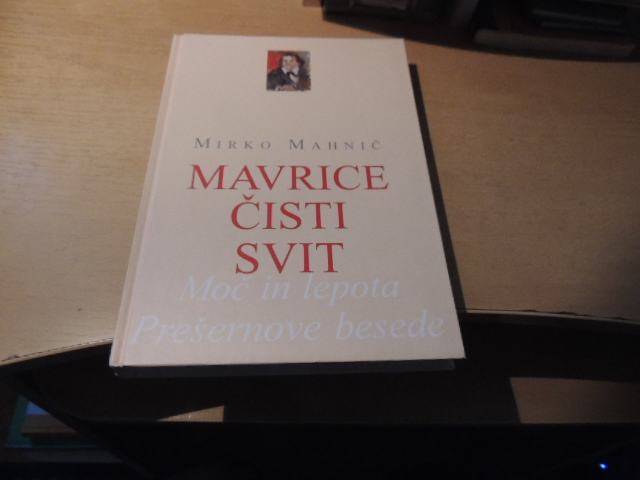 MIRKO MAHNIČ
MAVRICE
ČISTI
SVIT
Moč in lepota
Prešernove besede